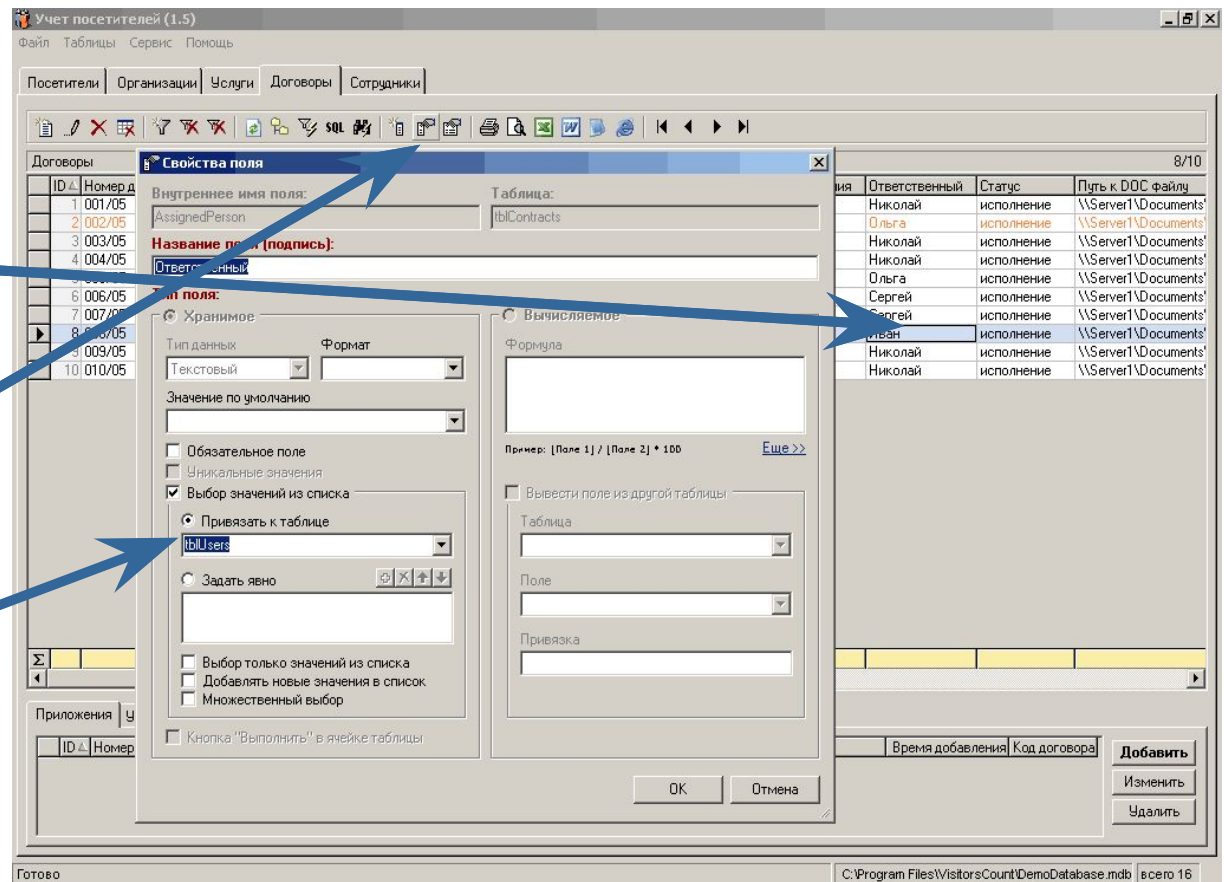 Учет посетителей (1.5)
Файл Таблицы Сервис Помощь
Посетители Организации Услуги Договоры Сотрудники
SQL
Договоры 8/10
ID Номер д ия Ответственный Статус Путь к DOC файлу
1 001/05 Николай исполнение \\Server1\Documents'
2 002/05 Ольга исполнение \\Server1\Documents'
3 003/05 Николай исполнение \\Server1\Documents'
4 004/05 Николай исполнение \\Server1\Documents'
Ольга исполнение \\Server1\Documents'
6 006/05 Сергей исполнение \\Server1\Documents'
7 007/05 Сергей исполнение \\Server1\Documents'
8 008/05 Иван исполнение \\Server1\Documents'
9 009/05 Николай исполнение \\Server1\Documents'
10 010/05 Николай исполнение \\Server1\Documents'
Σ
Свойства поля
Внутреннее имя поля: Таблица:
AssignedPerson tblContracts
Название поля (подпись):
Ответственный
Тип поля:
Хранимое
Тип данных Формат
Текстовый
Значение по умолчанию
Обязательное поле
Уникальные значения
Выбор значений из списка
Привязать к таблице
tblUsers
Задать явно
Выбор только значений из списка
Добавлять новые значения в список
Множественный выбор
Кнопка "Выполнить" в ячейке таблицы
Вычисляемое
Формула
Пример: [Поле 1] / [Поле 2] * 100 Еще >>
Вывести поле из другой таблицы
Таблица
Поле
Привязка
OK Отмена
Приложения У
ID Номер Время добавления Код договора
Добавить
Изменить
Удалить
Готово C:\Program Files\VisitorsCount\DemoDatabase.mdb всего 16